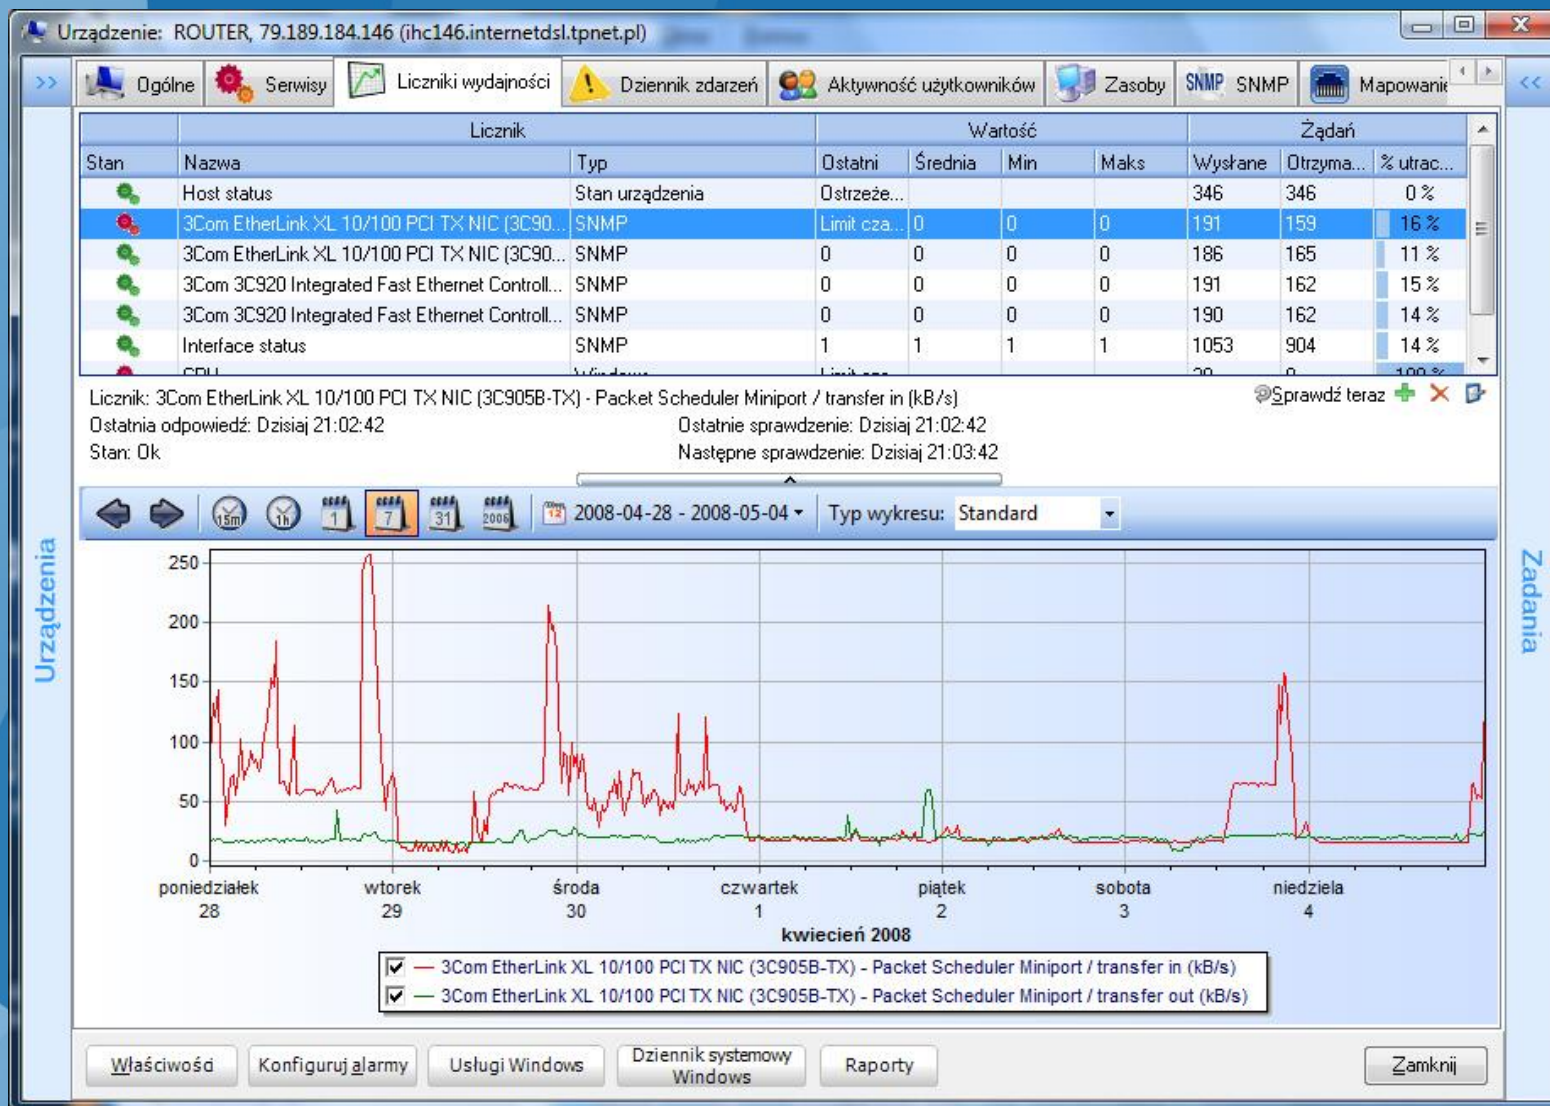 Urządzenie: ROUTER, 79.189.184.146 (ihc146.internetdsl.tpnet.pl)
>> Ogólne Serwisy Liczniki wydajności Dziennik zdarzeń Aktywność użytkowników Zasoby SNMP SNMP Mapowanie <<
Licznik Wartość Żądań
Stan Nazwa Typ Ostatni Średnia Min Maks Wysłane Otrzyma... % utrac...
Host status Stan urządzenia Ostrzeże... 346 346 0 %
3Com EtherLink XL 10/100 PCI TX NIC (3C90... SNMP Limit cza... 0 0 0 191 159 16 %
3Com EtherLink XL 10/100 PCI TX NIC (3C90... SNMP 0 0 0 0 186 165 11 %
3Com 3C920 Integrated Fast Ethernet Controll... SNMP 0 0 0 0 191 162 15 %
3Com 3C920 Integrated Fast Ethernet Controll... SNMP 0 0 0 0 190 162 14 %
Interface status SNMP 1 1 1 1 1053 904 14 %
Licznik: 3Com EtherLink XL 10/100 PCI TX NIC (3C905B-TX) - Packet Scheduler Miniport / transfer in (kB/s) Sprawdź teraz
Ostatnia odpowiedź: Dzisiaj 21:02:42 Ostatnie sprawdzenie: Dzisiaj 21:02:42
Stan: Ok Następne sprawdzenie: Dzisiaj 21:03:42
15m 1h 1 7 31 2006 12 2008-04-28 - 2008-05-04 Typ wykresu: Standard
Urządzenia
Zadania
250
200
150
100
50
0
poniedziałek wtorek środa czwartek piątek sobota niedziela
28 29 30 1 2 3 4
kwiecień 2008
3Com EtherLink XL 10/100 PCI TX NIC (3C905B-TX) - Packet Scheduler Miniport / transfer in (kB/s)
3Com EtherLink XL 10/100 PCI TX NIC (3C905B-TX) - Packet Scheduler Miniport / transfer out (kB/s)
Właściwości Konfiguruj alarmy Usługi Windows Dziennik systemowy Windows Raporty Zamknij